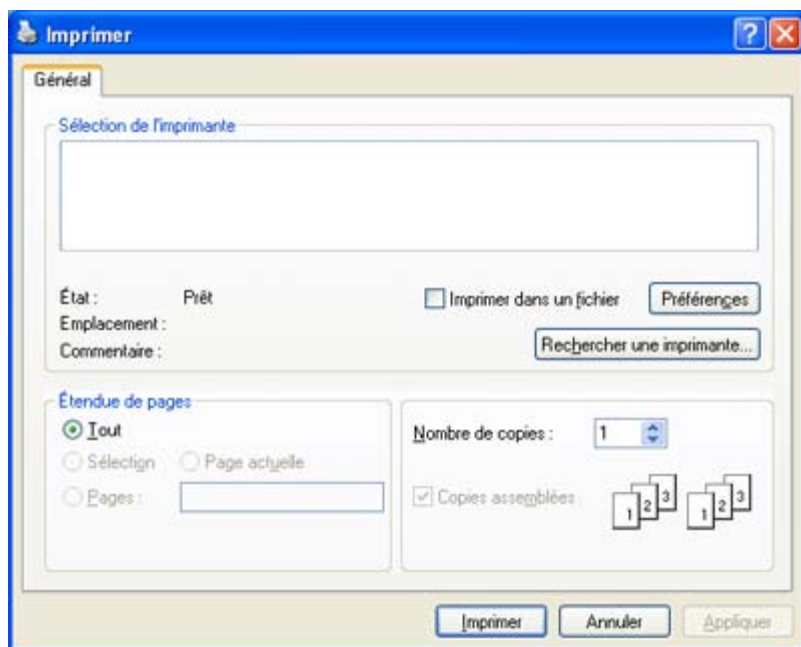 Imprimer
Général
Sélection de l'imprimante
État : Prêt
Imprimer dans un fichier
Préférences
Emplacement :
Commentaire :
Rechercher une imprimante...
Étendue de pages
Tout
Sélection Page actuelle
Pages :
Nombre de copies : 1
Copies assemblées
1 2 3 1 2 3
Imprimer Annuler Appliquer